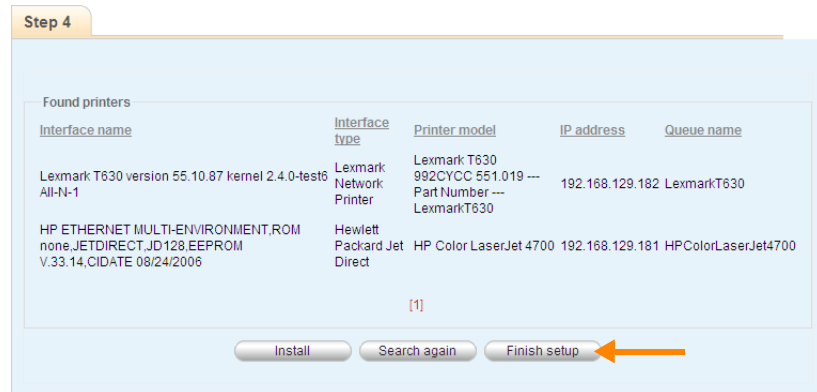 Step 4
Found printers
Interface name Interface type Printer model IP address Queue name
Lexmark T630 version 55.10.87 kernel 2.4.0-test6 All-N-1 Lexmark Network Printer Lexmark T630 992CYCC 551.019 --- Part Number --- LexmarkT630 192.168.129.182 LexmarkT630
HP ETHERNET MULTI-ENVIRONMENT,ROM none,JETDIRECT,JD128,EEPROM V.33.14,CIDATE 08/24/2006 Hewlett Packard Jet Direct HP Color LaserJet 4700 192.168.129.181 HPColorLaserJet4700
[1]
Install Search again Finish setup